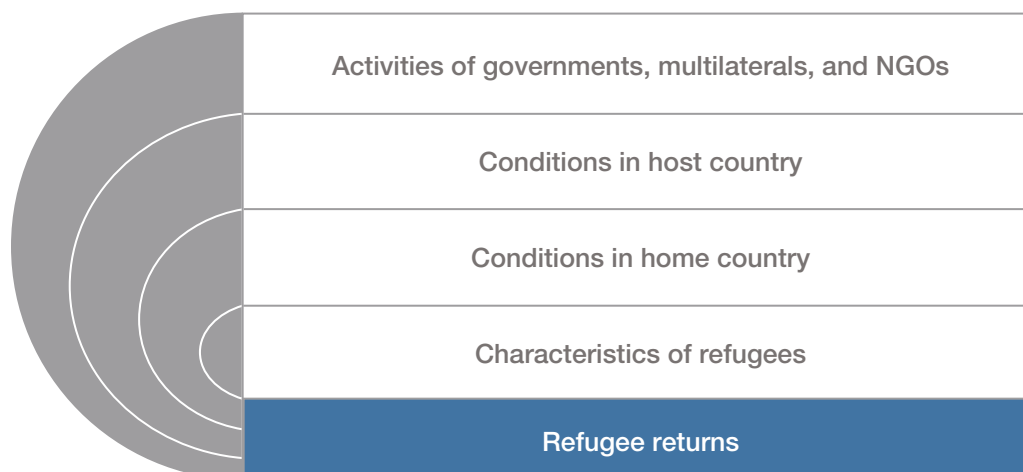 Activities of governments, multilaterals, and NGOs
Conditions in host country
Conditions in home country
Characteristics of refugees
Refugee returns